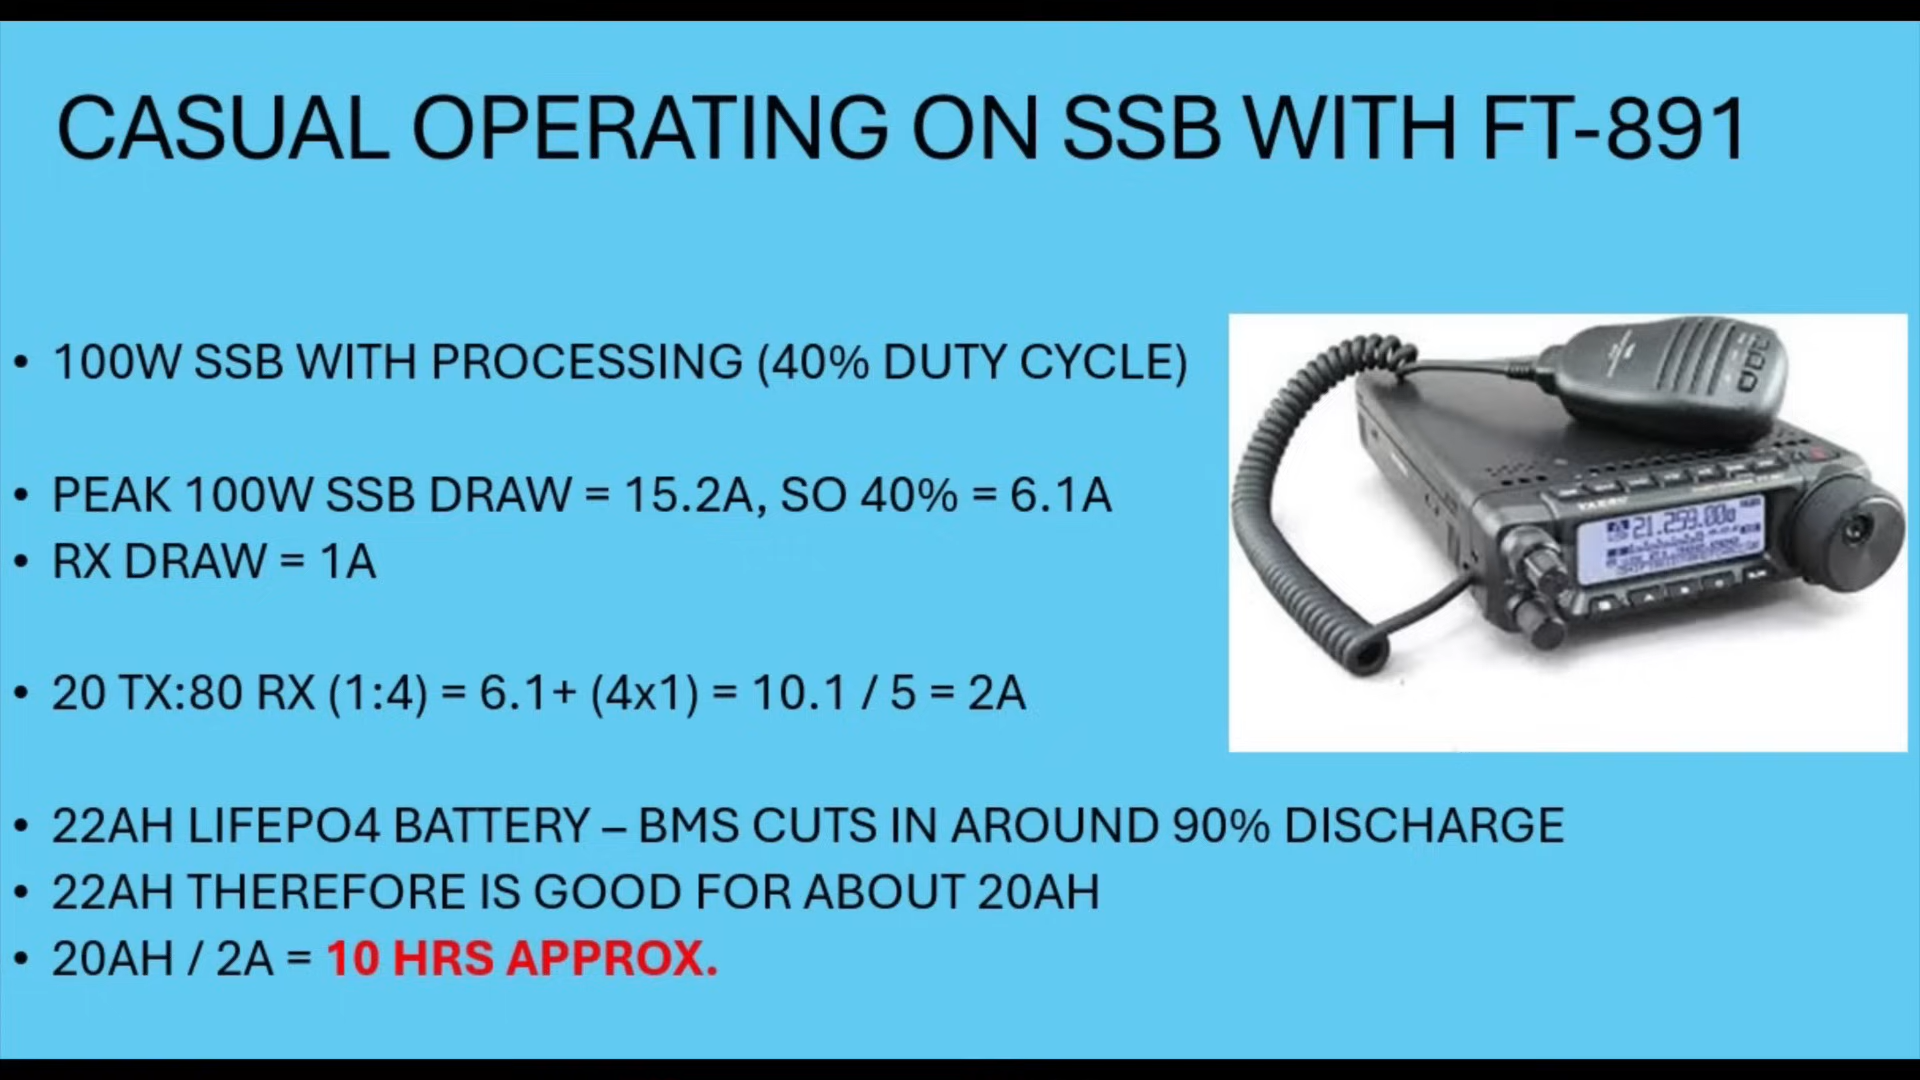 CASUAL OPERATING ON SSB WITH FT-891
• 100W SSB WITH PROCESSING (40% DUTY CYCLE)
• PEAK 100W SSB DRAW = 15.2A, SO 40% = 6.1A
• RX DRAW = 1A
• 20 TX:80 RX (1:4) = 6.1+ (4x1) = 10.1 / 5 = 2A
• 22AH LIFEPO4 BATTERY – BMS CUTS IN AROUND 90% DISCHARGE
• 22AH THEREFORE IS GOOD FOR ABOUT 20AH
• 20AH / 2A = 10 HRS APPROX.
21.259.00